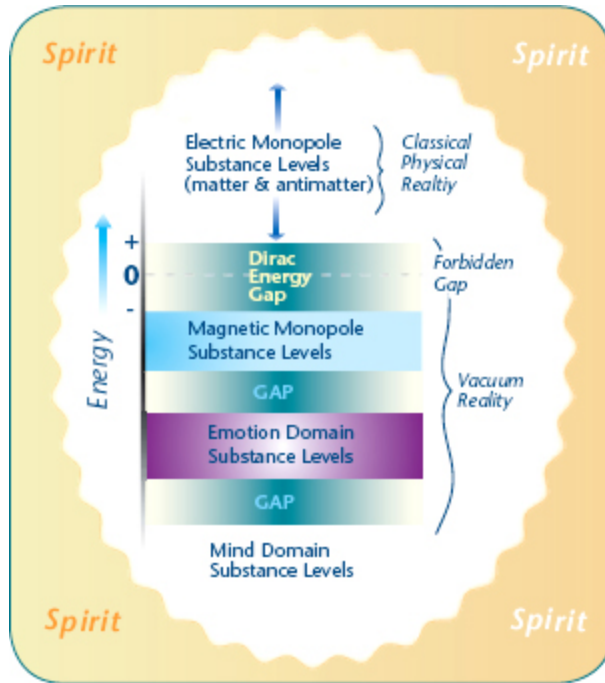 Spirit
Spirit
Electric Monopole
Substance Levels
(matter & antimatter)
Classical
Physical
Realtiy
Energy
+
0
-
Dirac
Energy
Gap
Forbidden
Gap
Magnetic Monopole
Substance Levels
GAP
Vacuum
Reality
Emotion Domain
Substance Levels
GAP
Mind Domain
Substance Levels
Spirit
Spirit